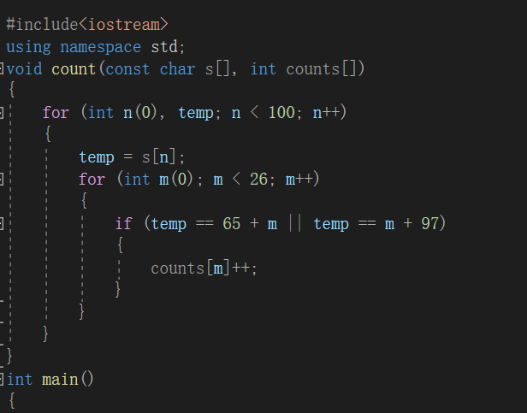 #include<iostream>
using namespace std;
void count(const char s[], int counts[])
{
for (int n(0), temp; n < 100; n++)
{
temp = s[n];
for (int m(0); m < 26; m++)
{
if (temp == 65 + m || temp == m + 97)
{
counts[m]++;
}
}
}
}
int main()
{